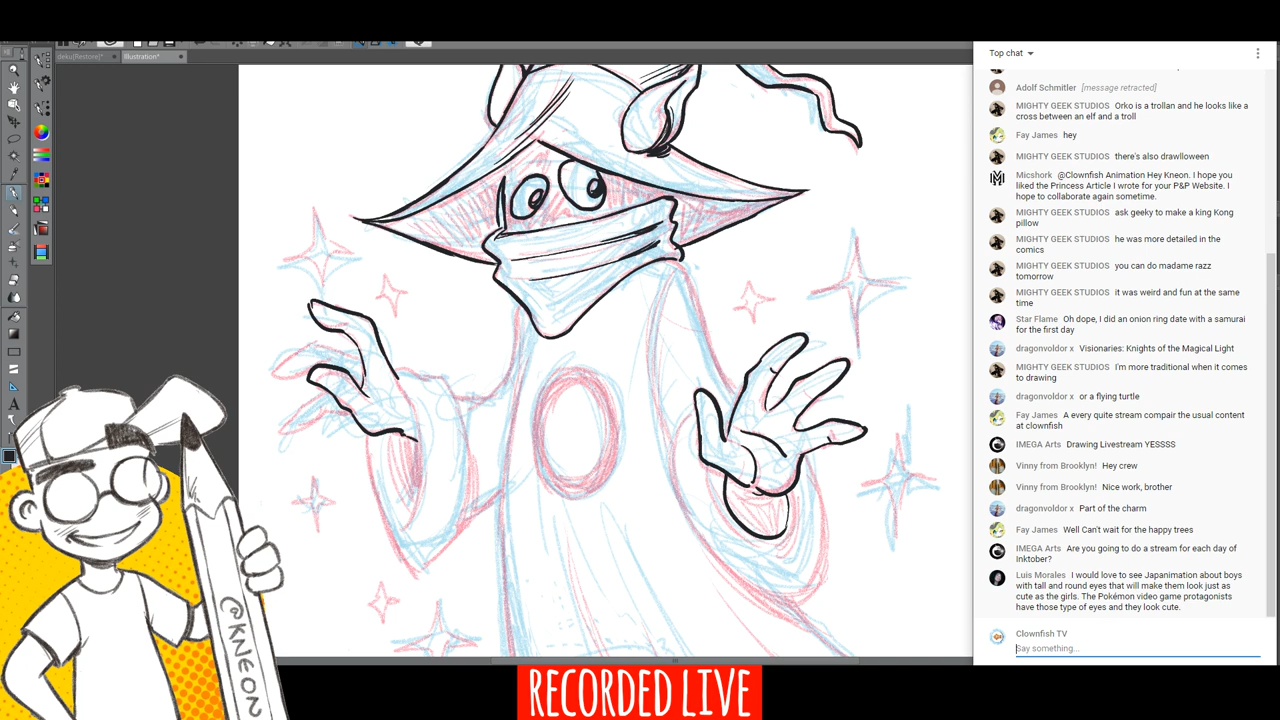 deku(Restore)*
Illustration*
Top chat
Adolf Schmitler [message retracted]
MIGHTY GEEK STUDIOS Orko is a trollan and he looks like a
cross between an elf and a troll
Fay James hey
MIGHTY GEEK STUDIOS there's also drawlloween
Micshork @Clownfish Animation Hey Kneon. I hope you
liked the Princess Article I wrote for your P&P Website. I
hope to collaborate again sometime.
MIGHTY GEEK STUDIOS ask geeky to make a king Kong
pillow
MIGHTY GEEK STUDIOS he was more detailed in the
comics
MIGHTY GEEK STUDIOS you can do madame razz
tomorrow
MIGHTY GEEK STUDIOS it was weird and fun at the same
time
Star Flame Oh dope, I did an onion ring date with a samurai
for the first day
dragonvoldor x Visionaries: Knights of the Magical Light
MIGHTY GEEK STUDIOS I'm more traditional when it comes
to drawing
dragonvoldor x or a flying turtle
Fay James A every quite stream compair the usual content
at clownfish
IMEGA Arts Drawing Livestream YESSSS
Vinny from Brooklyn! Hey crew
Vinny from Brooklyn! Nice work, brother
dragonvoldor x Part of the charm
Fay James Well Can't wait for the happy trees
IMEGA Arts Are you going to do a stream for each day of
Inktober?
Luis Morales I would love to see Japanimation about boys
with tall and round eyes that will make them look just as
cute as the girls. The Pokémon video game protagonists
have those type of eyes and they look cute.
Clownfish TV
Say something...
@KNEON
RECORDED LIVE